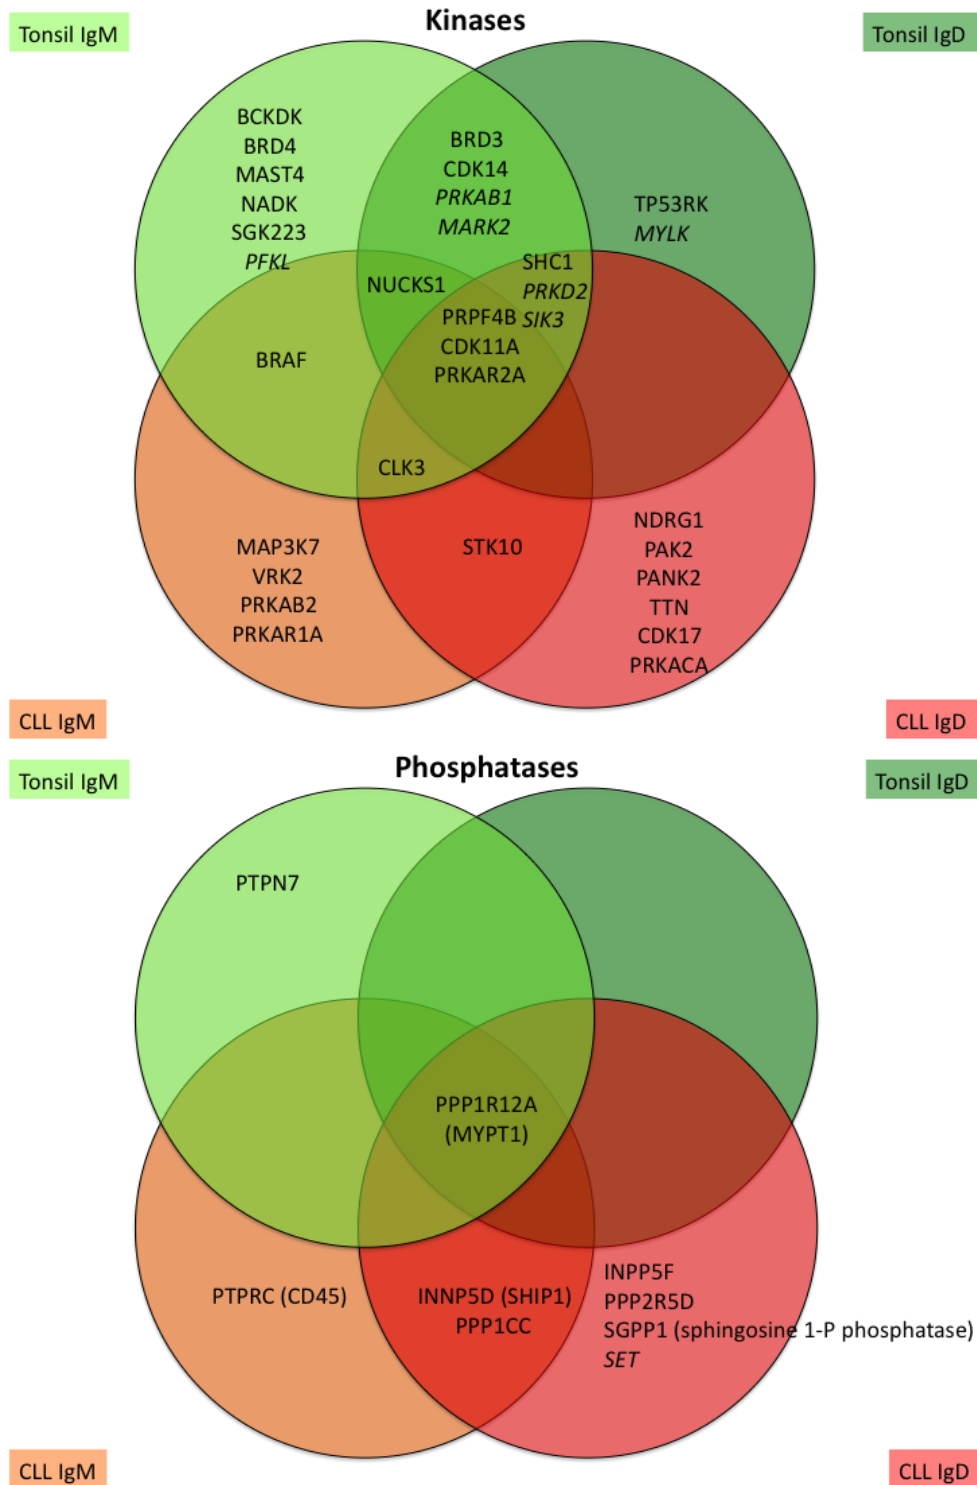 Kinases
Tonsil IgM
Tonsil IgD
BCKDK
BRD4
MAST4
NADK
SGK223
PFKL
BRD3
CDK14
PRKAB1
MARK2
TP53RK
MYLK
NUCKS1
SHC1
PRKD2
SIK3
PRPF4B
CDK11A
PRKAR2A
BRAF
CLK3
MAP3K7
VRK2
PRKAB2
PRKAR1A
STK10
NDRG1
PAK2
PANK2
TTN
CDK17
PRKACA
CLL IgM
CLL IgD
Phosphatases
Tonsil IgM
Tonsil IgD
PTPN7
PPP1R12A
(MYPT1)
PTPRC (CD45)
INNP5D (SHIP1)
PPP1CC
INPP5F
PPP2R5D
SGPP1 (sphingosine 1-P phosphatase)
SET
CLL IgM
CLL IgD